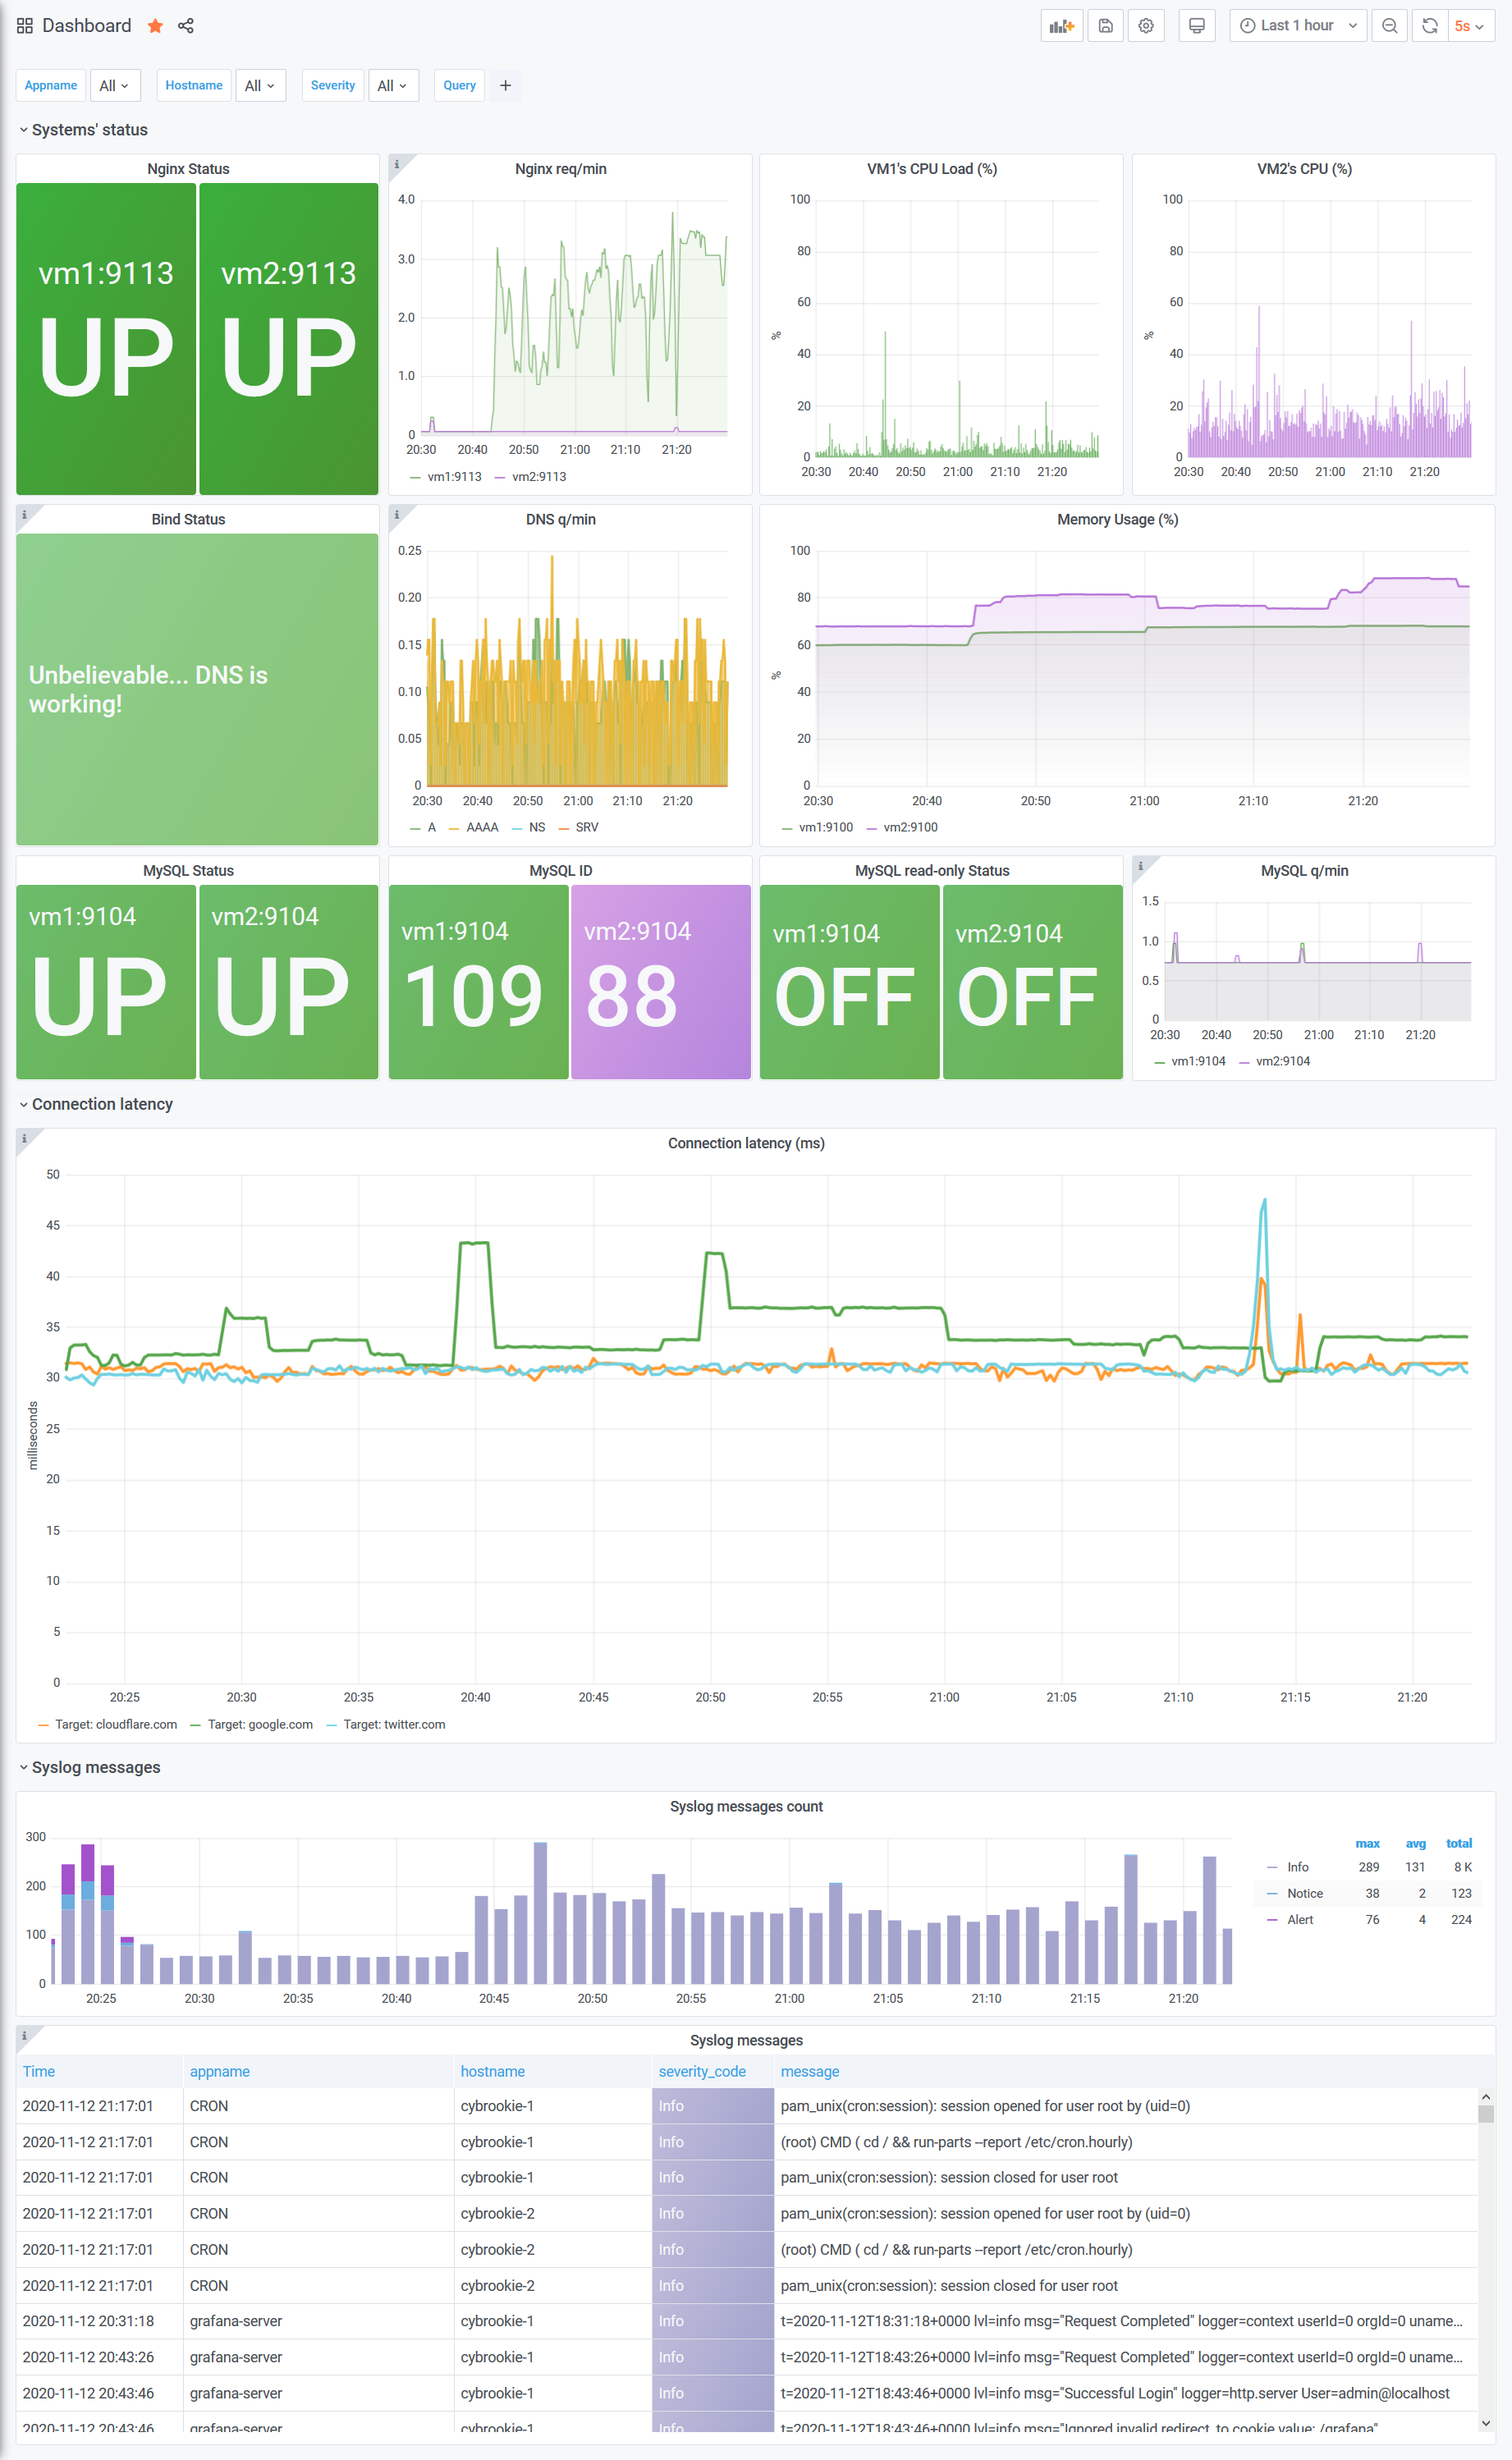 Dashboard
Last 1 hour
5s
Appname All Hostname All Severity All Query +
Systems' status
Nginx Status
vm1:9113
UP
vm2:9113
UP
Nginx req/min
4.0
3.0
2.0
1.0
0
20:30 20:40 20:50 21:00 21:10 21:20
vm1:9113 vm2:9113
VM1's CPU Load (%)
100
80
60
40
20
0
%
20:30 20:40 20:50 21:00 21:10 21:20
VM2's CPU (%)
100
80
60
40
20
0
%
20:30 20:40 20:50 21:00 21:10 21:20
Bind Status
Unbelievable... DNS is
working!
DNS q/min
0.25
0.20
0.15
0.10
0.05
0
20:30 20:40 20:50 21:00 21:10 21:20
A AAAA NS SRV
Memory Usage (%)
100
80
60
40
20
0
%
20:30 20:40 20:50 21:00 21:10 21:20
vm1:9100 vm2:9100
MySQL Status
vm1:9104
UP
vm2:9104
UP
MySQL ID
vm1:9104
109
vm2:9104
88
MySQL read-only Status
vm1:9104
OFF
vm2:9104
OFF
MySQL q/min
1.5
1.0
0.5
0
20:30 20:40 20:50 21:00 21:10 21:20
vm1:9104 vm2:9104
Connection latency
Connection latency (ms)
50
45
40
35
30
25
20
15
10
5
0
milliseconds
20:25 20:30 20:35 20:40 20:45 20:50 20:55 21:00 21:05 21:10 21:15 21:20
Target: cloudflare.com Target: google.com Target: twitter.com
Syslog messages
Syslog messages count
300
200
100
0
20:25 20:30 20:35 20:40 20:45 20:50 20:55 21:00 21:05 21:10 21:15 21:20
max avg total
Info 289 131 8 K
Notice 38 2 123
Alert 76 4 224
Syslog messages
Time appname hostname severity_code message
2020-11-12 21:17:01 CRON cybrookie-1 Info pam_unix(cron:session): session opened for user root by (uid=0)
2020-11-12 21:17:01 CRON cybrookie-1 Info (root) CMD ( cd / && run-parts --report /etc/cron.hourly)
2020-11-12 21:17:01 CRON cybrookie-1 Info pam_unix(cron:session): session closed for user root
2020-11-12 21:17:01 CRON cybrookie-2 Info pam_unix(cron:session): session opened for user root by (uid=0)
2020-11-12 21:17:01 CRON cybrookie-2 Info (root) CMD ( cd / && run-parts --report /etc/cron.hourly)
2020-11-12 21:17:01 CRON cybrookie-2 Info pam_unix(cron:session): session closed for user root
2020-11-12 20:31:18 grafana-server cybrookie-1 Info t=2020-11-12T18:31:18+0000 lvl=info msg="Request Completed" logger=context userId=0 orgId=0 uname...
2020-11-12 20:43:26 grafana-server cybrookie-1 Info t=2020-11-12T18:43:26+0000 lvl=info msg="Request Completed" logger=context userId=0 orgId=0 uname...
2020-11-12 20:43:46 grafana-server cybrookie-1 Info t=2020-11-12T18:43:46+0000 lvl=info msg="Successful Login" logger=http.server User=admin@localhost
2020-11-12 20:43:46 grafana-server cybrookie-1 Info t=2020-11-12T18:43:46+0000 lvl=info msg="Ignored invalid redirect_to cookie value: /grafana"